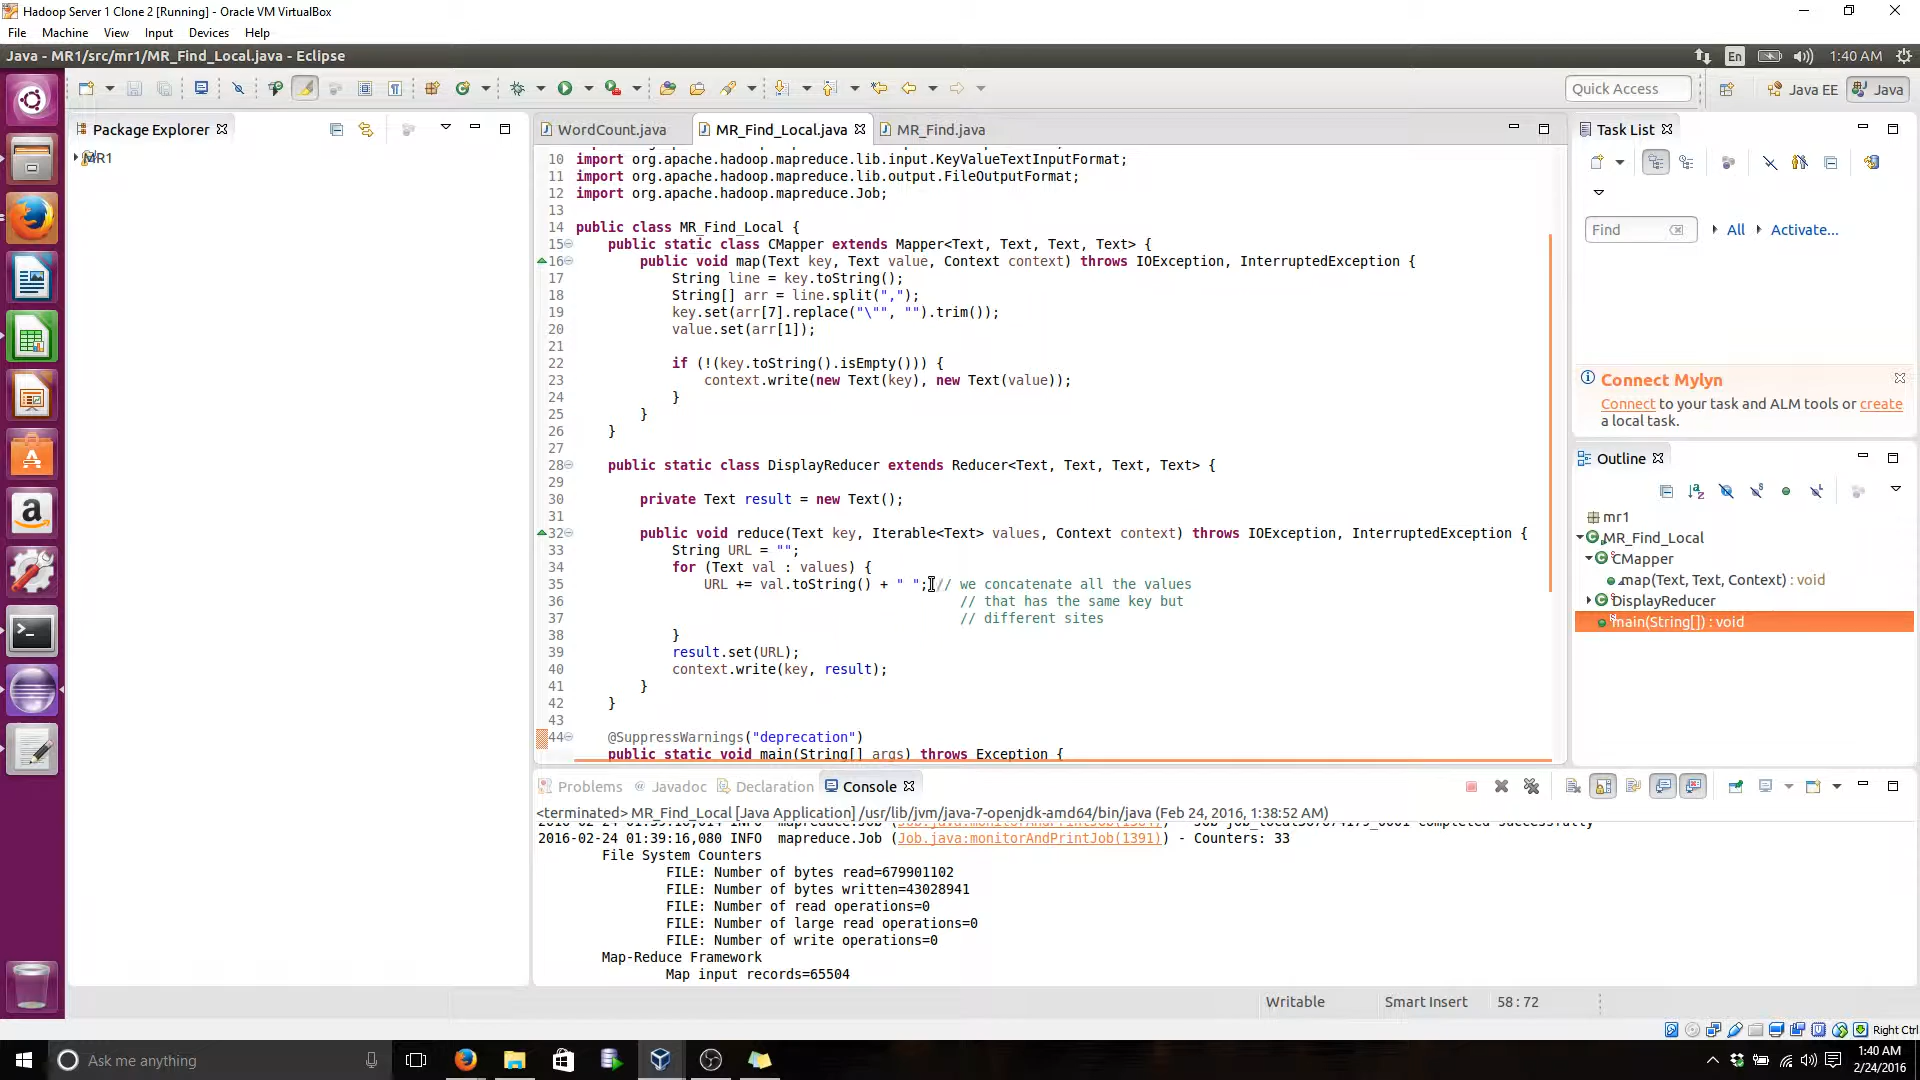 Hadoop Server 1 Clone 2 [Running] - Oracle VM VirtualBox
File Machine View Input Devices Help
Java - MR1/src/mr1/MR_Find_Local.java - Eclipse
En
1:40 AM
Quick Access
Java EE
Java
Package Explorer
MR1
WordCount.java
MR_Find_Local.java
MR_Find.java
10 import org.apache.hadoop.mapreduce.lib.input.KeyValueTextInputFormat;
11 import org.apache.hadoop.mapreduce.lib.output.FileOutputFormat;
12 import org.apache.hadoop.mapreduce.Job;
13
14 public class MR_Find_Local {
15 public static class CMapper extends Mapper<Text, Text, Text, Text> {
16 public void map(Text key, Text value, Context context) throws IOException, InterruptedException {
17 String line = key.toString();
18 String[] arr = line.split(",");
19 key.set(arr[7].replace("\"", "").trim());
20 value.set(arr[1]);
21
22 if (!(key.toString().isEmpty())) {
23 context.write(new Text(key), new Text(value));
24 }
25 }
26 }
27
28 public static class DisplayReducer extends Reducer<Text, Text, Text, Text> {
29
30 private Text result = new Text();
31
32 public void reduce(Text key, Iterable<Text> values, Context context) throws IOException, InterruptedException {
33 String URL = "";
34 for (Text val : values) {
35 URL += val.toString() + " "; // we concatenate all the values
36 // that has the same key but
37 // different sites
38 }
39 result.set(URL);
40 context.write(key, result);
41 }
42 }
43
44 @SuppressWarnings("deprecation")
public static void main(String[] args) throws Exception {
Task List
Find
All
Activate...
Connect Mylyn
Connect to your task and ALM tools or create
a local task.
Outline
mr1
MR_Find_Local
CMapper
map(Text, Text, Context) : void
DisplayReducer
main(String[]) : void
Problems
@ Javadoc
Declaration
Console
<terminated> MR_Find_Local [Java Application] /usr/lib/jvm/java-7-openjdk-amd64/bin/java (Feb 24, 2016, 1:38:52 AM)
2016-02-24 01:39:16,080 INFO mapreduce.Job (Job.java:monitorAndPrintJob(1391)) - Counters: 33
File System Counters
FILE: Number of bytes read=679901102
FILE: Number of bytes written=43028941
FILE: Number of read operations=0
FILE: Number of large read operations=0
FILE: Number of write operations=0
Map-Reduce Framework
Map input records=65504
Writable
Smart Insert
58 : 72
Right Ctrl
Ask me anything
1:40 AM
2/24/2016